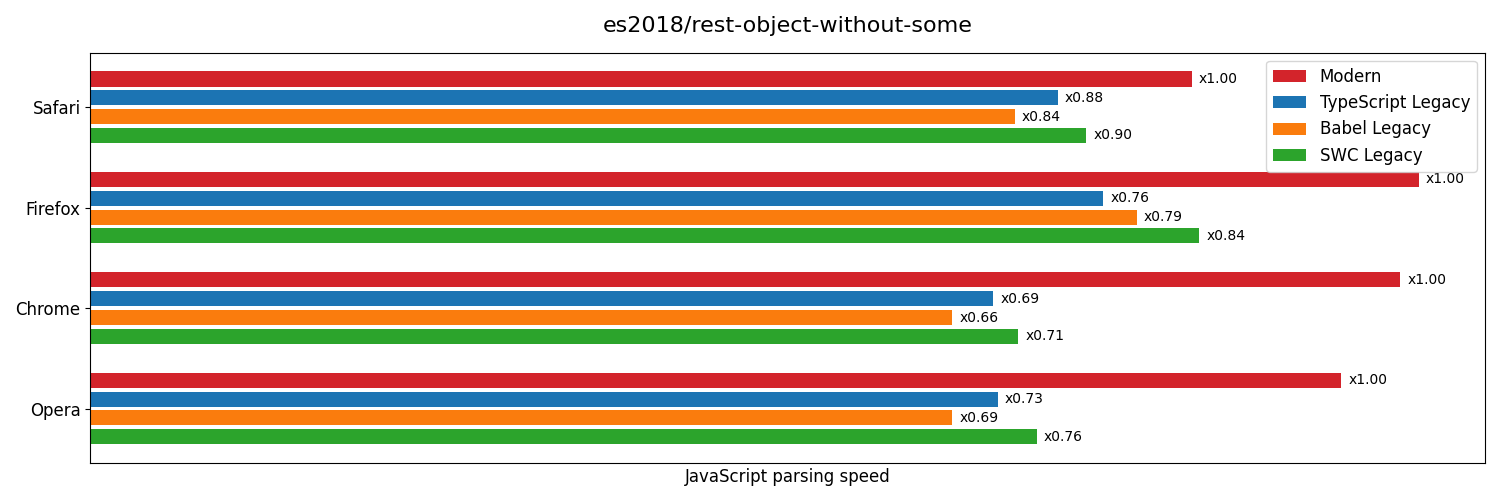 es2018/rest-object-without-some
Modern
TypeScript Legacy
Babel Legacy
SWC Legacy
Safari
x1.00
x0.88
x0.84
x0.90
Firefox
x1.00
x0.76
x0.79
x0.84
Chrome
x1.00
x0.69
x0.66
x0.71
Opera
x1.00
x0.73
x0.69
x0.76
JavaScript parsing speed